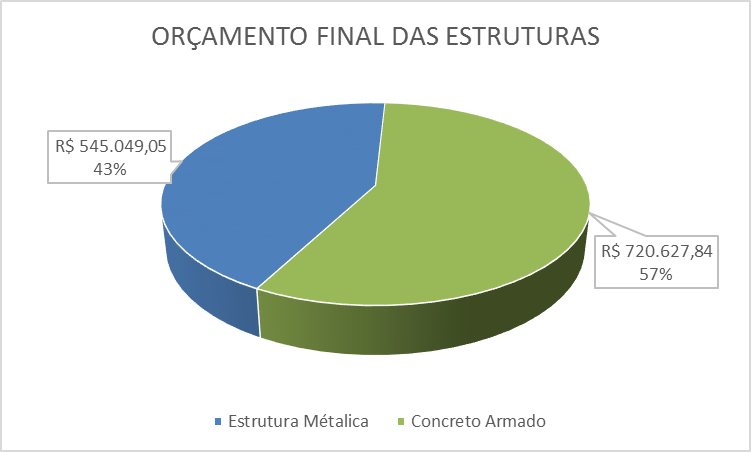 ORÇAMENTO FINAL DAS ESTRUTURAS
R$ 545.049,05
43%
R$ 720.627,84
57%
Estrutura Métalica
Concreto Armado